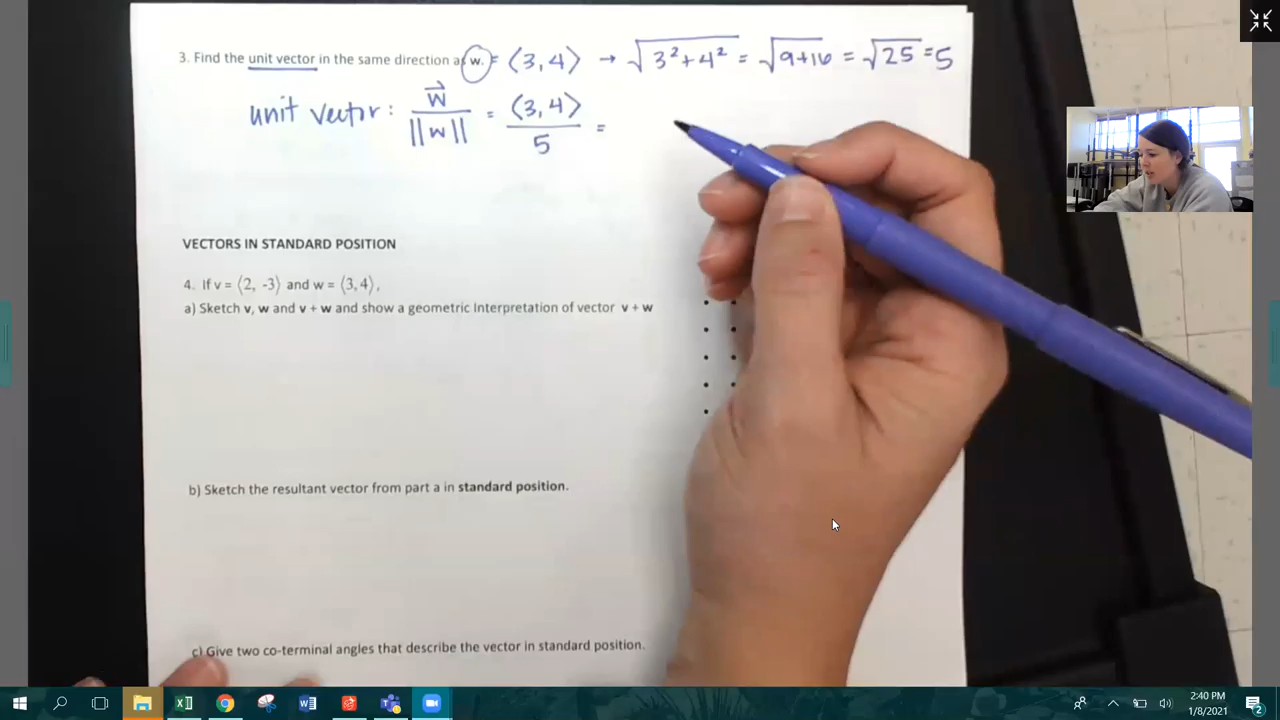 3. Find the unit vector in the same direction as w. = ⟨3,4⟩ → √3²+4² = √9+16 = √25 = 5
unit vector: w⃗ / ||w|| = ⟨3,4⟩ / 5 =
VECTORS IN STANDARD POSITION
4. If v = ⟨2, -3⟩ and w = ⟨3, 4⟩,
a) Sketch v, w and v + w and show a geometric interpretation of vector v + w
b) Sketch the resultant vector from part a in standard position.
c) Give two co-terminal angles that describe the vector in standard position.
2:40 PM
1/8/2021
2